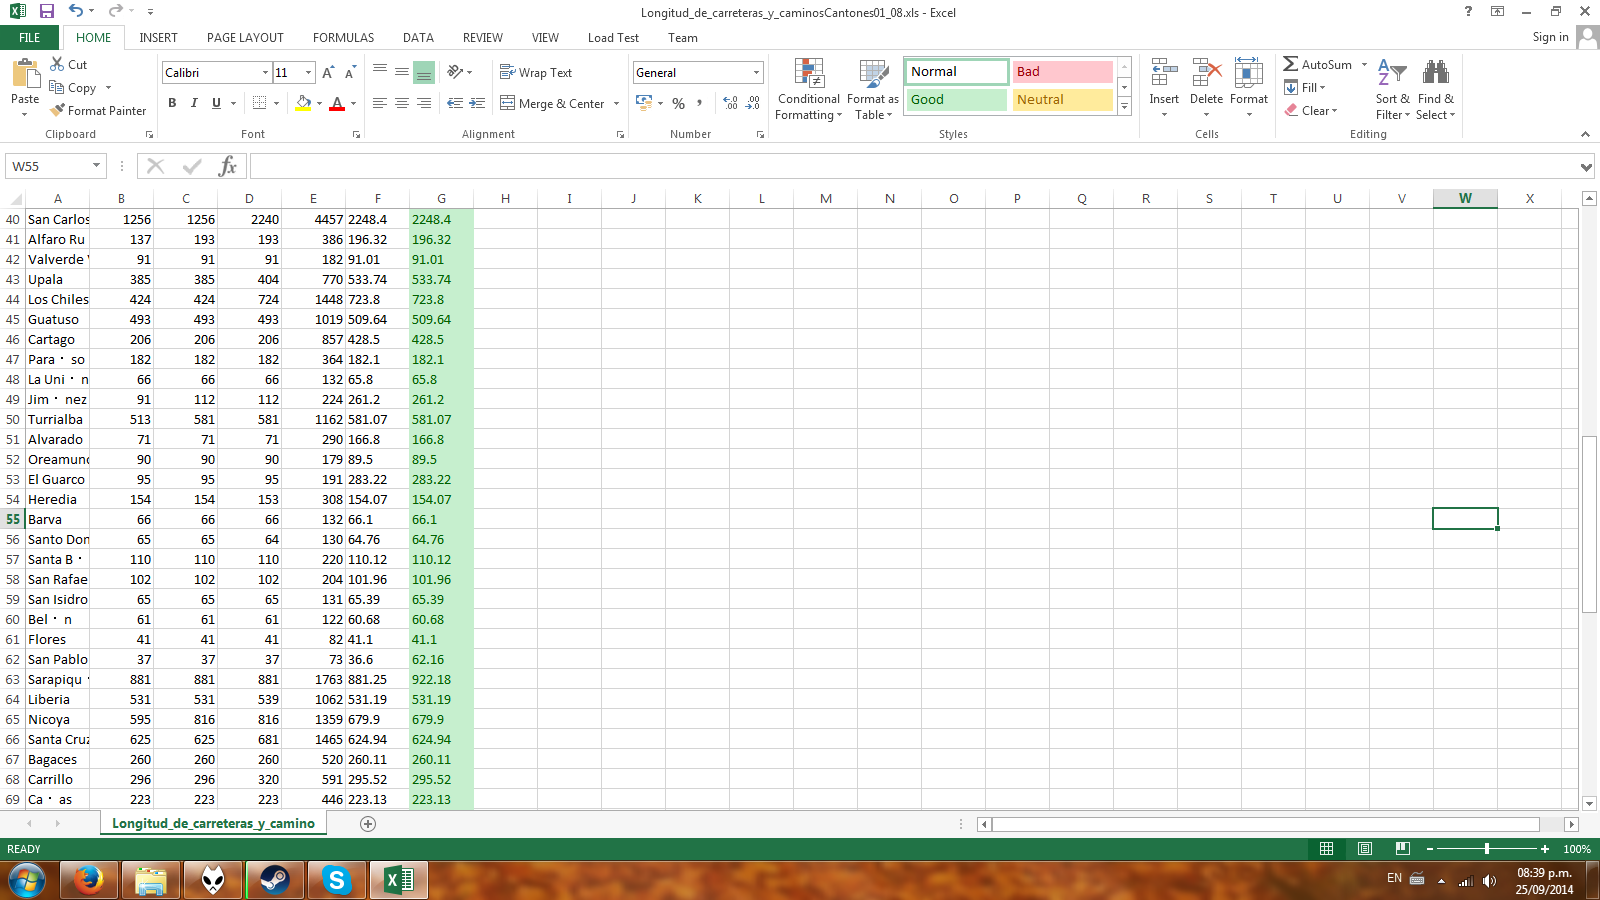 Longitud_de_carreteras_y_caminosCantones01_08.xls - Excel
FILE HOME INSERT PAGE LAYOUT FORMULAS DATA REVIEW VIEW Load Test Team Sign in
Paste Cut Copy Format Painter Clipboard
Calibri 11 B I U A Font
Wrap Text Merge & Center Alignment
General % Number
Conditional Formatting Format as Table Normal Bad Good Neutral Styles
Insert Delete Format Cells
AutoSum Fill Clear Sort & Filter Find & Select Editing
W55 fx
A B C D E F G H I J K L M N O P Q R S T U V W X
40 San Carlos 1256 1256 2240 4457 2248.4 2248.4
41 Alfaro Ru 137 193 193 386 196.32 196.32
42 Valverde 91 91 91 182 91.01 91.01
43 Upala 385 385 404 770 533.74 533.74
44 Los Chiles 424 424 724 1448 723.8 723.8
45 Guatuso 493 493 493 1019 509.64 509.64
46 Cartago 206 206 206 857 428.5 428.5
47 Para · so 182 182 182 364 182.1 182.1
48 La Uni · n 66 66 66 132 65.8 65.8
49 Jim · nez 91 112 112 224 261.2 261.2
50 Turrialba 513 581 581 1162 581.07 581.07
51 Alvarado 71 71 71 290 166.8 166.8
52 Oreamuno 90 90 90 179 89.5 89.5
53 El Guarco 95 95 95 191 283.22 283.22
54 Heredia 154 154 153 308 154.07 154.07
55 Barva 66 66 66 132 66.1 66.1
56 Santo Dom 65 65 64 130 64.76 64.76
57 Santa B · 110 110 110 220 110.12 110.12
58 San Rafae 102 102 102 204 101.96 101.96
59 San Isidro 65 65 65 131 65.39 65.39
60 Bel · n 61 61 61 122 60.68 60.68
61 Flores 41 41 41 82 41.1 41.1
62 San Pablo 37 37 37 73 36.6 62.16
63 Sarapiqu · 881 881 881 1763 881.25 922.18
64 Liberia 531 531 539 1062 531.19 531.19
65 Nicoya 595 816 816 1359 679.9 679.9
66 Santa Cruz 625 625 681 1465 624.94 624.94
67 Bagaces 260 260 260 520 260.11 260.11
68 Carrillo 296 296 320 591 295.52 295.52
69 Ca · as 223 223 223 446 223.13 223.13
Longitud_de_carreteras_y_camino
READY 100%
EN 08:39 p.m.
25/09/2014